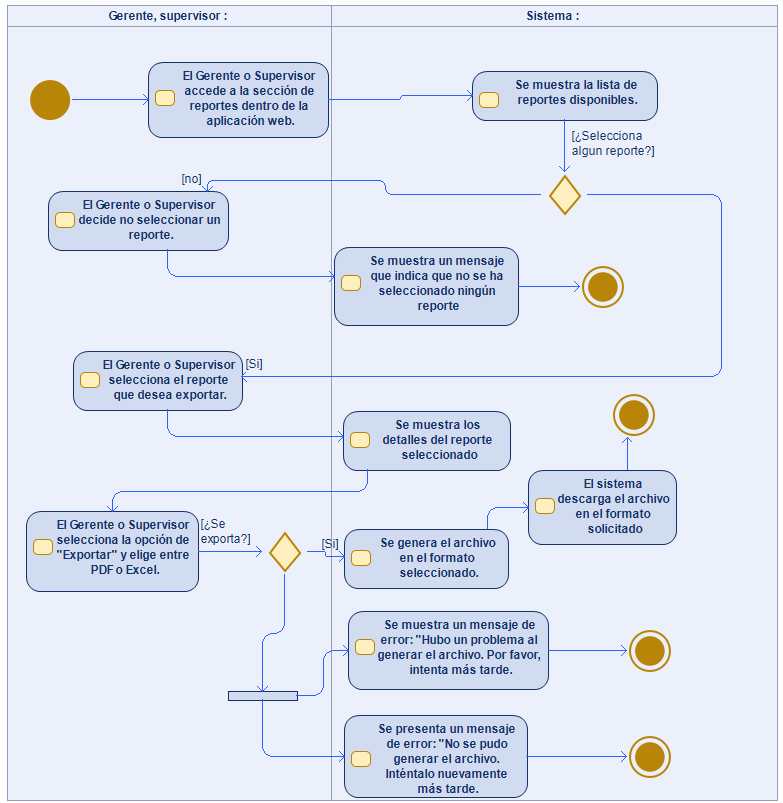 Gerente, supervisor :
Sistema :
El Gerente o Supervisor
accede a la sección de
reportes dentro de la
aplicación web.
Se muestra la lista de
reportes disponibles.
[¿Selecciona
algun reporte?]
[no]
El Gerente o Supervisor
decide no seleccionar un
reporte.
Se muestra un mensaje
que indica que no se ha
seleccionado ningún
reporte
[Si]
El Gerente o Supervisor
selecciona el reporte
que desea exportar.
Se muestra los
detalles del reporte
seleccionado
El sistema
descarga el archivo
en el formato
solicitado
El Gerente o Supervisor
selecciona la opción de
"Exportar" y elige entre
PDF o Excel.
[¿Se
exporta?]
[Si]
Se genera el archivo
en el formato
seleccionado.
Se muestra un mensaje de
error: "Hubo un problema al
generar el archivo. Por favor,
intenta más tarde.
Se presenta un mensaje
de error: "No se pudo
generar el archivo.
Inténtalo nuevamente
más tarde.